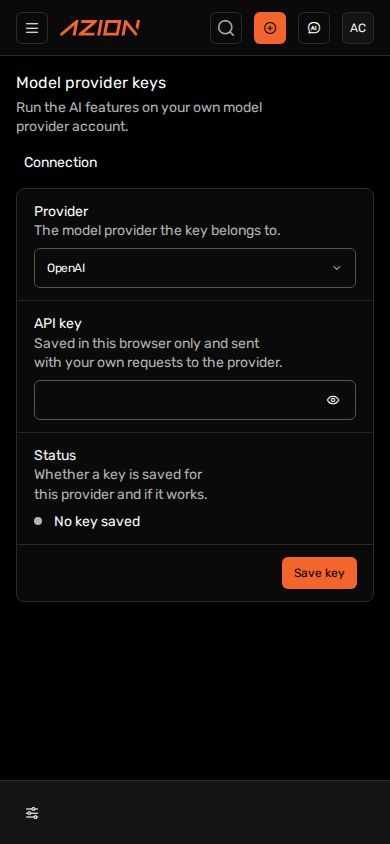 AZION
AI
AC
Model provider keys
Run the AI features on your own model
provider account.
Connection
Provider
The model provider the key belongs to.
OpenAI
API key
Saved in this browser only and sent
with your own requests to the provider.
Status
Whether a key is saved for
this provider and if it works.
No key saved
Save key